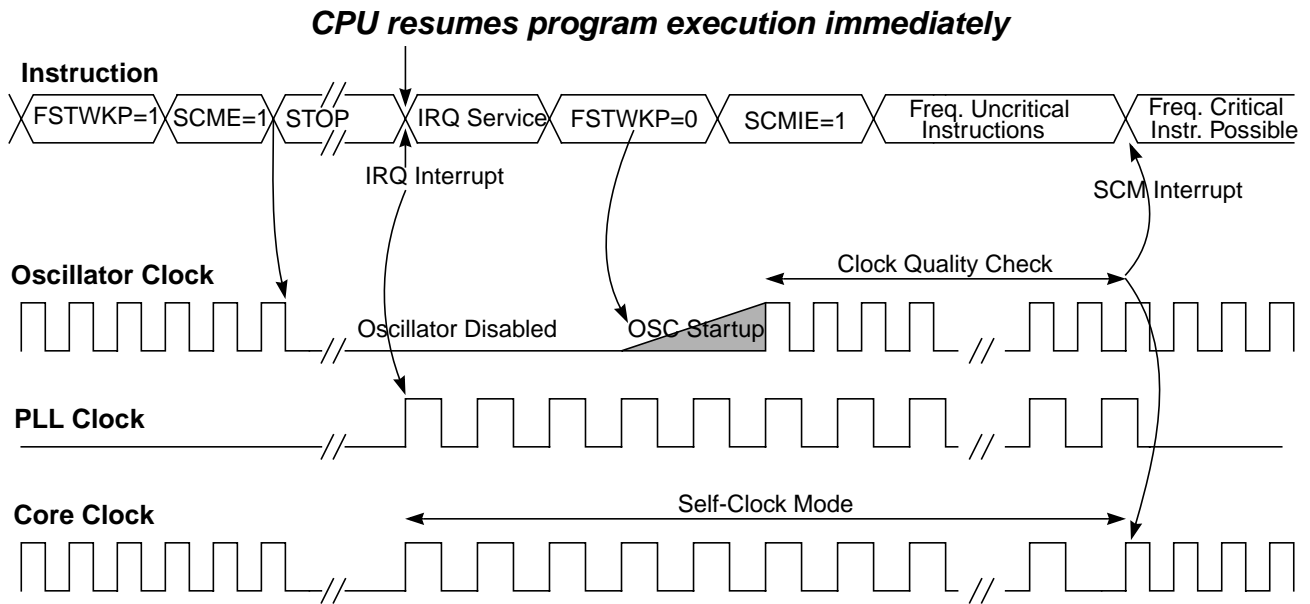 CPU resumes program execution immediately
Instruction
FSTWKP=1 SCME=1 STOP IRQ Service FSTWKP=0 SCMIE=1 Freq. Uncritical Freq. Critical
Instructions Instr. Possible
IRQ Interrupt
SCM Interrupt
Clock Quality Check
Oscillator Clock
Oscillator Disabled OSC Startup
PLL Clock
Self-Clock Mode
Core Clock